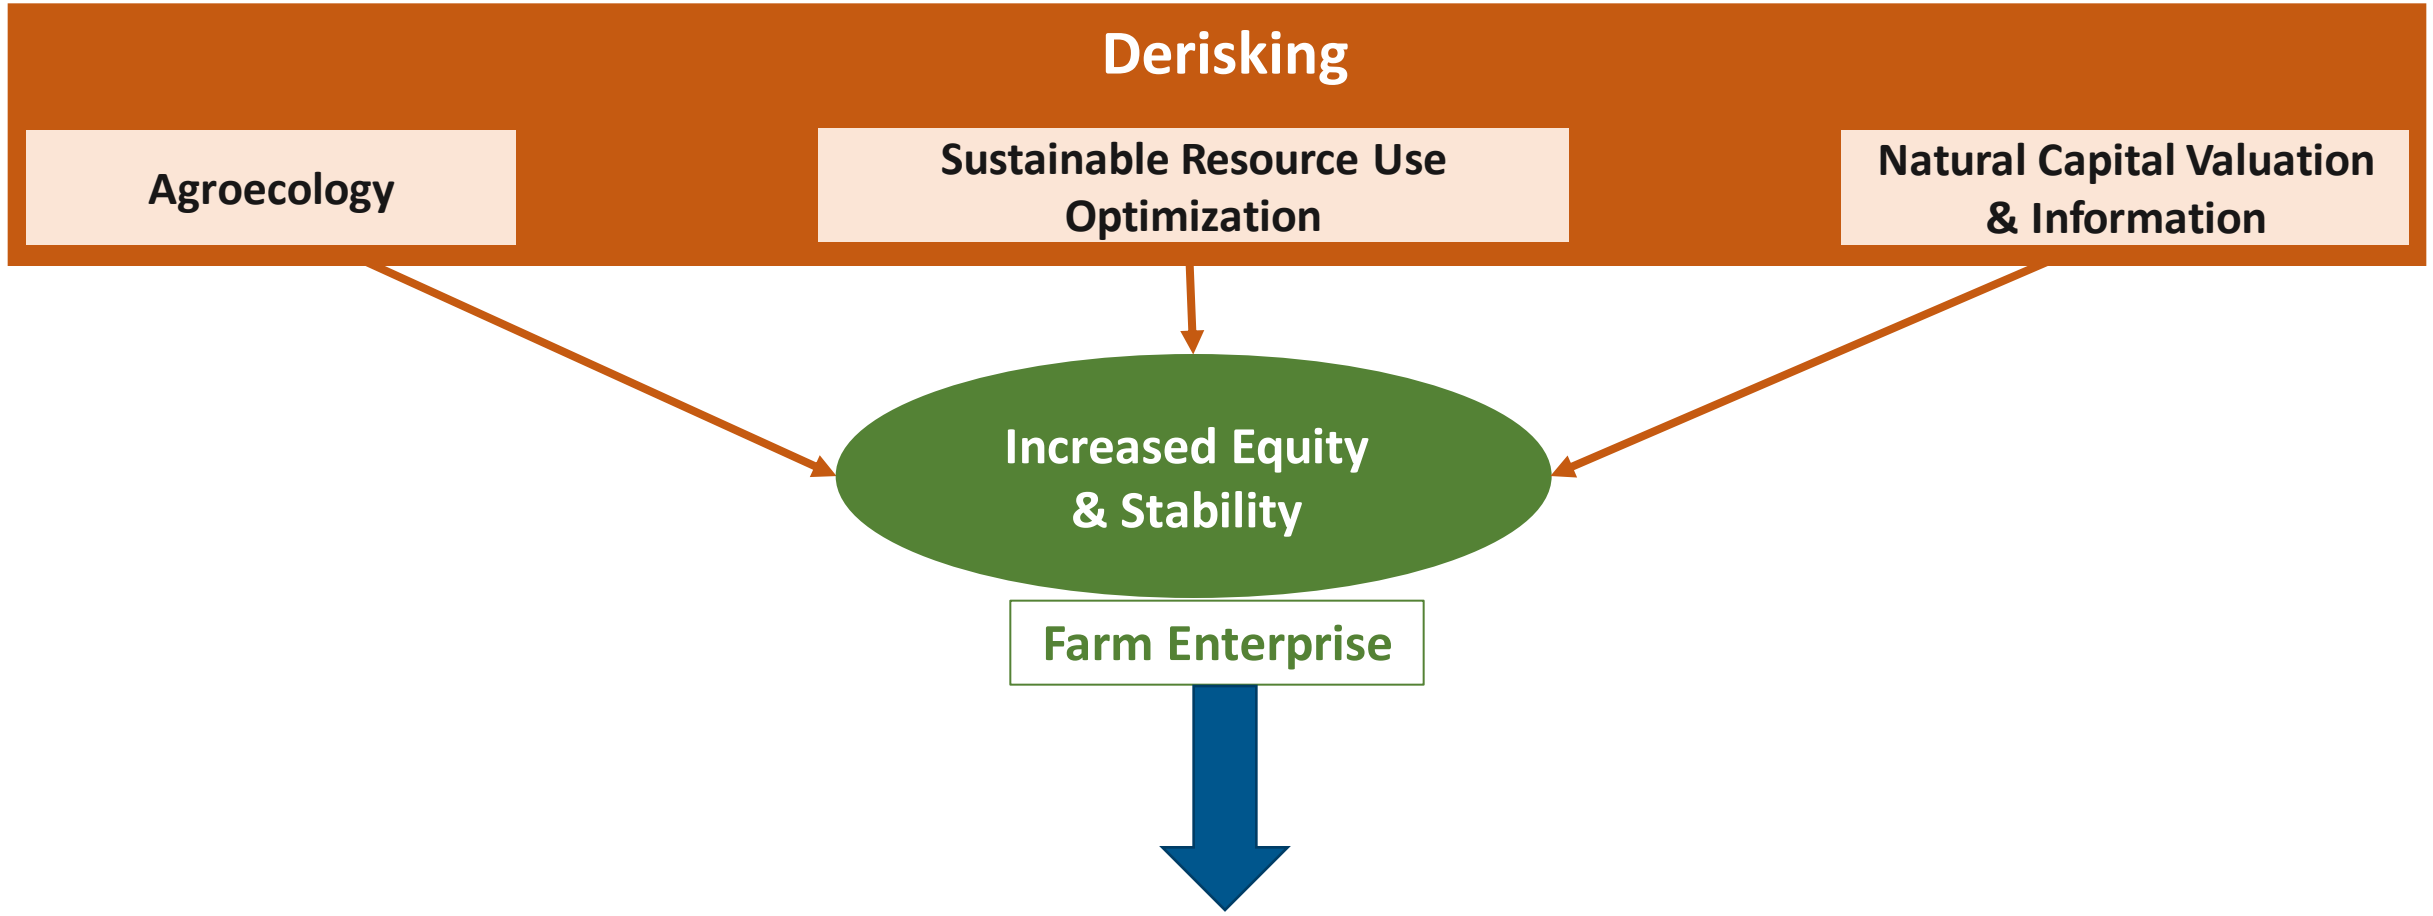 Derisking
Agroecology
Sustainable Resource Use
Optimization
Natural Capital Valuation
& Information
Increased Equity
& Stability
Farm Enterprise